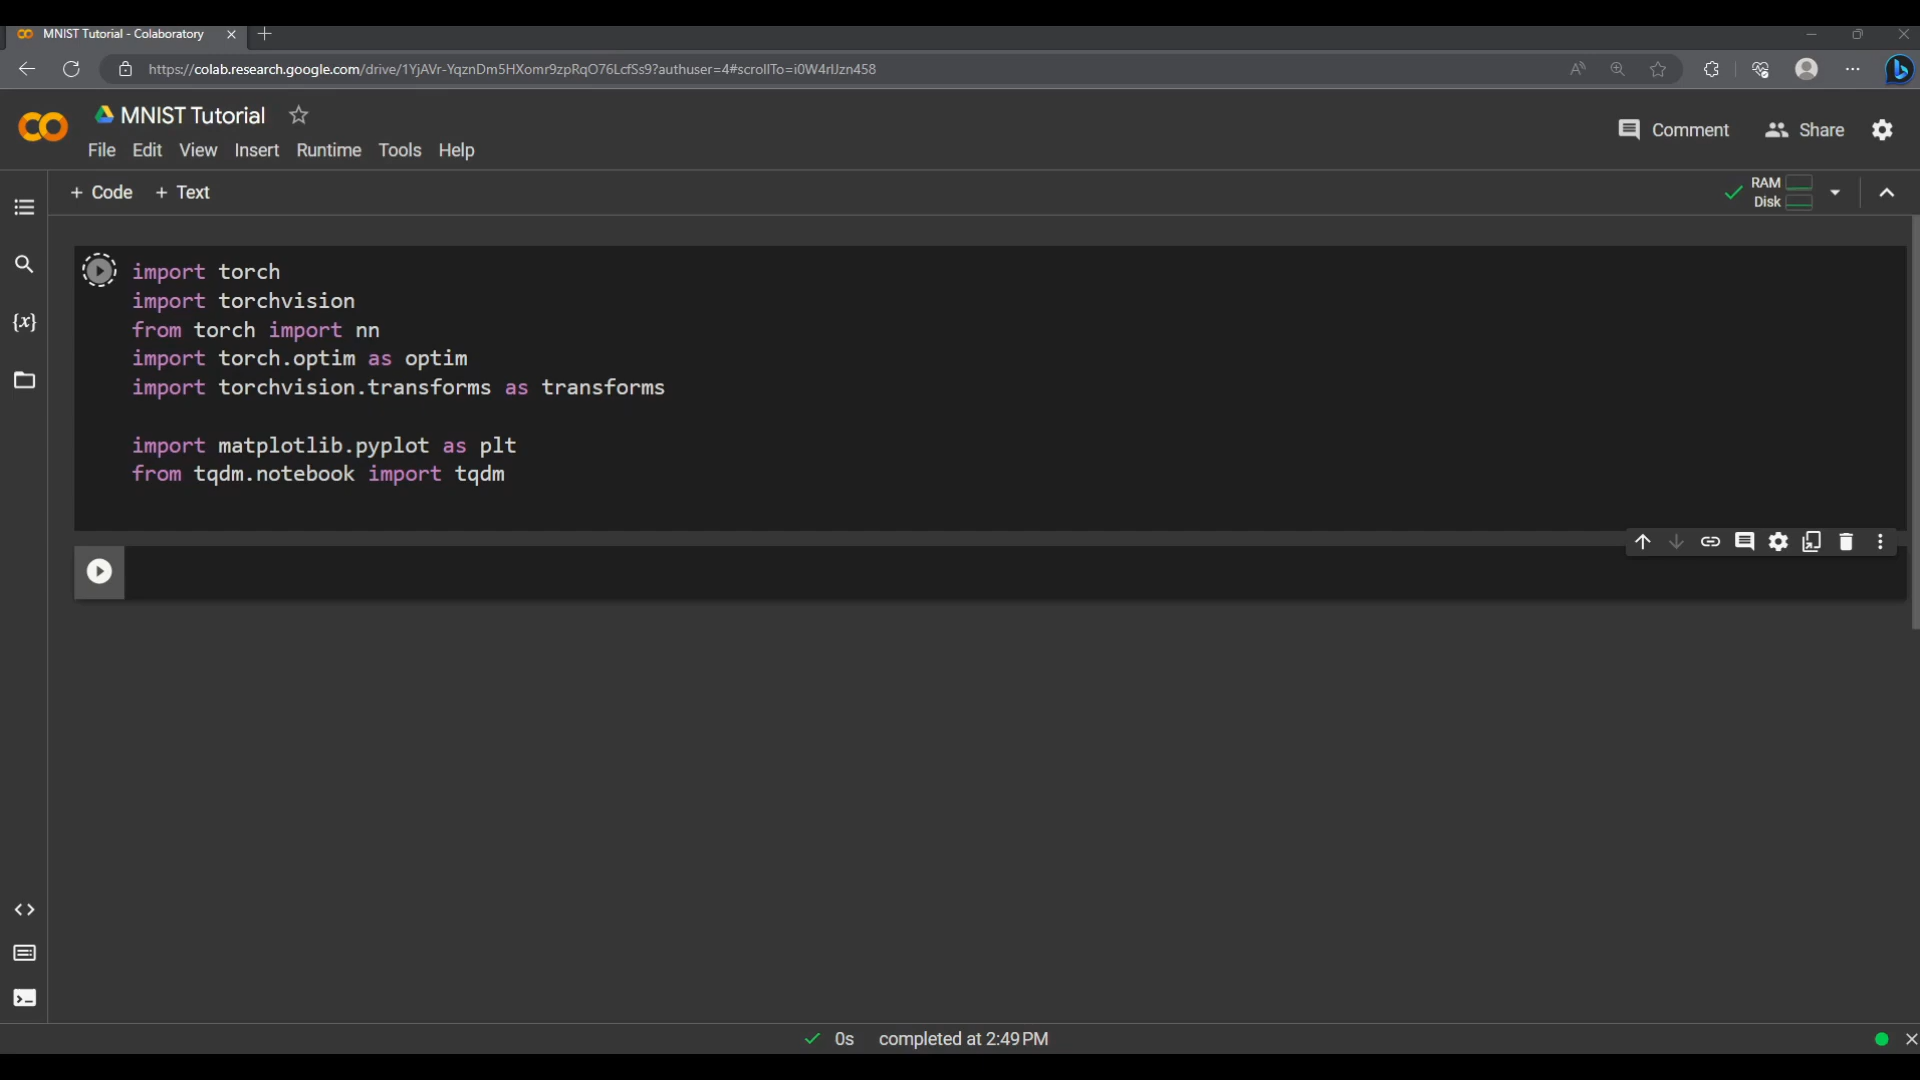 MNIST Tutorial - Colaboratory
https://colab.research.google.com/drive/1YjAVr-YqznDm5HXomr9zpRqO76LcfSs9?authuser=4#scrollTo=i0W4rlJzn458
MNIST Tutorial
File Edit View Insert Runtime Tools Help
Comment Share
+ Code + Text
RAM
Disk
{x}
import torch
import torchvision
from torch import nn
import torch.optim as optim
import torchvision.transforms as transforms
import matplotlib.pyplot as plt
from tqdm.notebook import tqdm
0s completed at 2:49 PM